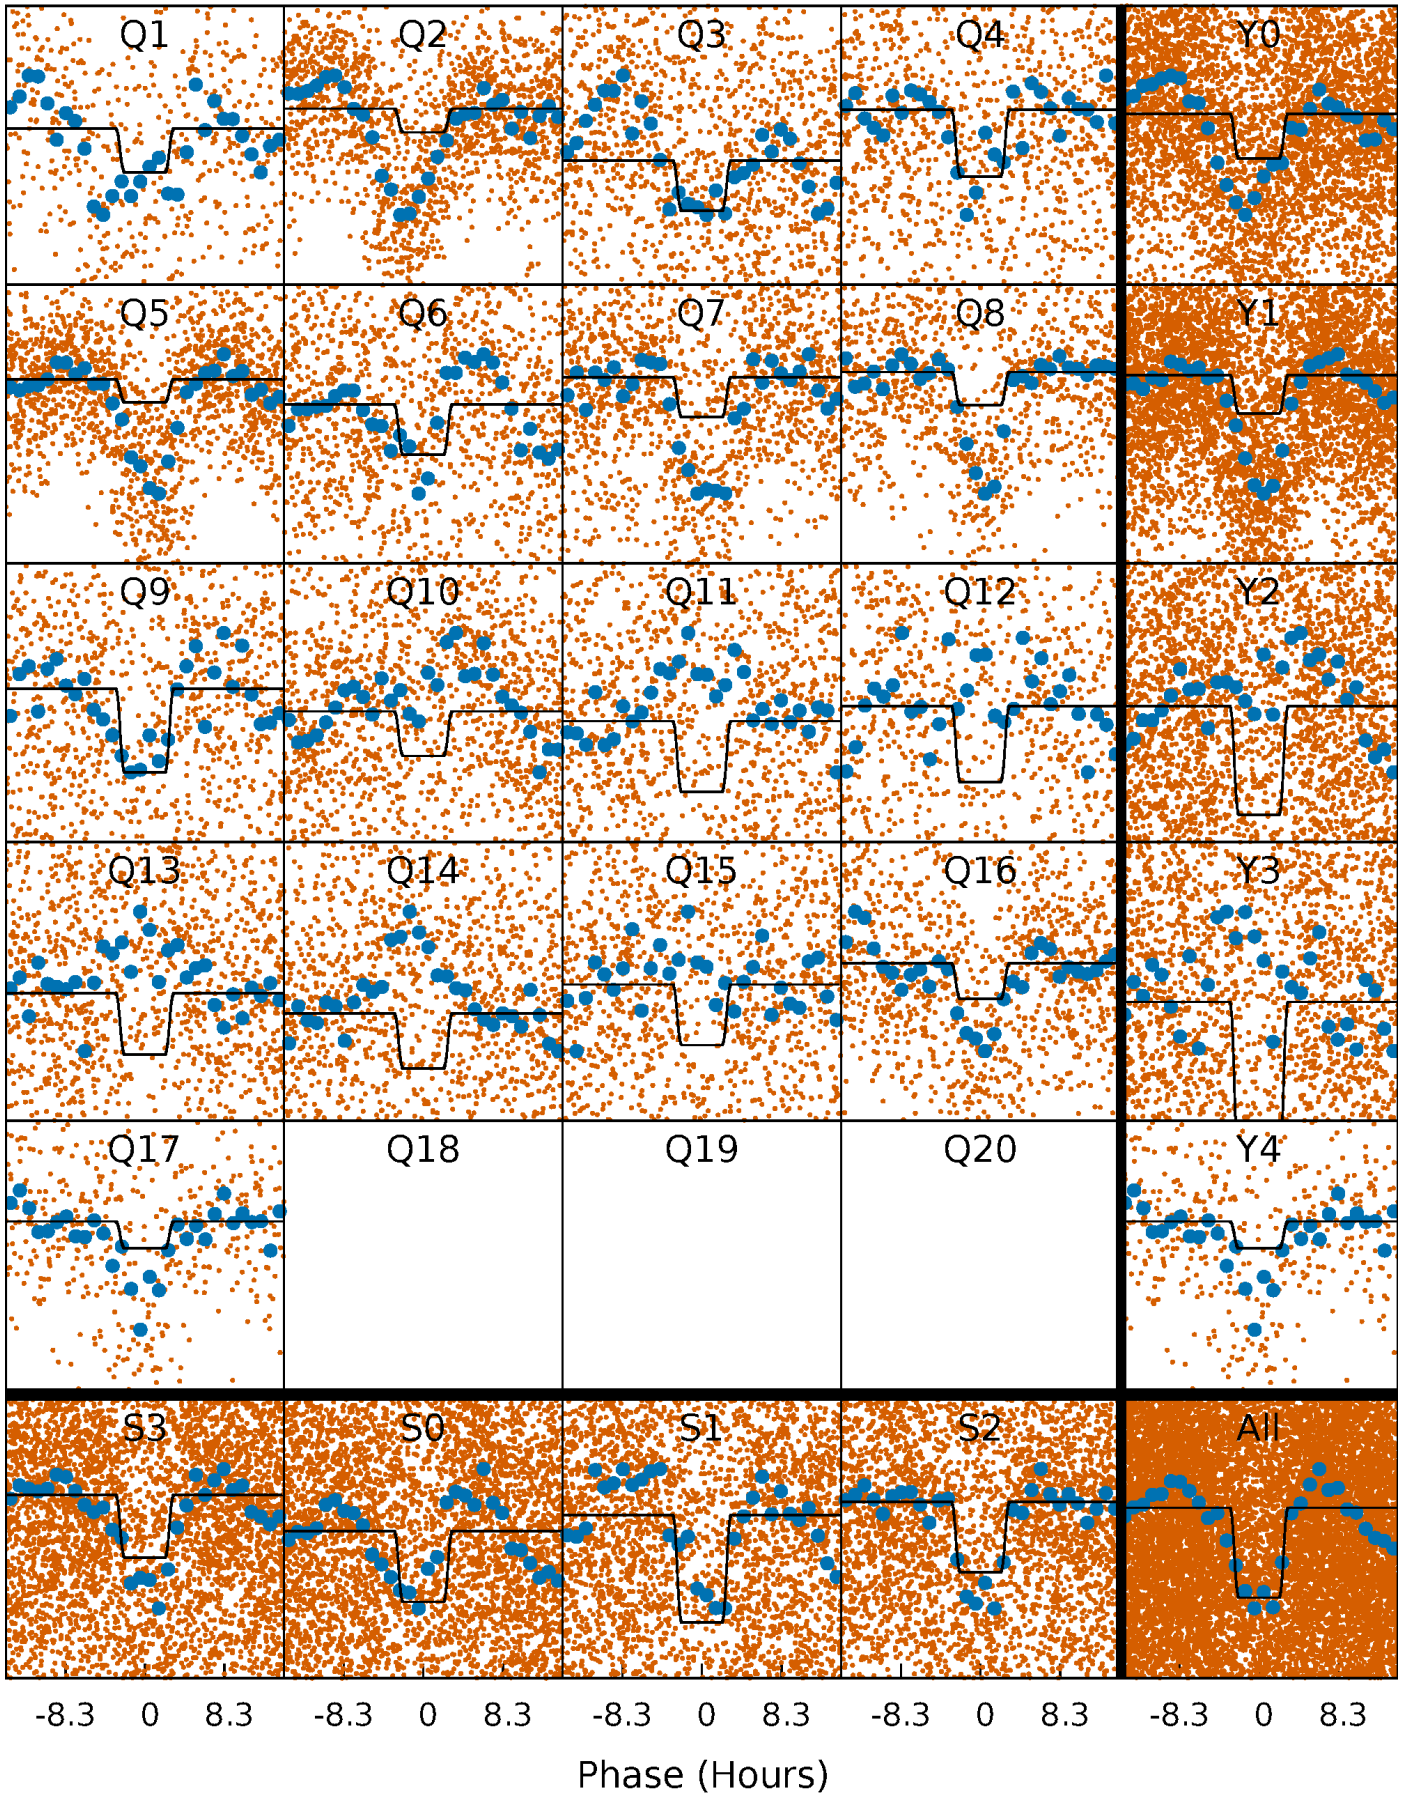 Q1 Q2 Q3 Q4 Y0
Q5 Q6 Q7 Q8 Y1
Q9 Q10 Q11 Q12 Y2
Q13 Q14 Q15 Q16 Y3
Q17 Q18 Q19 Q20 Y4
S3 S0 S1 S2 All
-8.3 0 8.3 -8.3 0 8.3 -8.3 0 8.3 -8.3 0 8.3 -8.3 0 8.3
Phase (Hours)